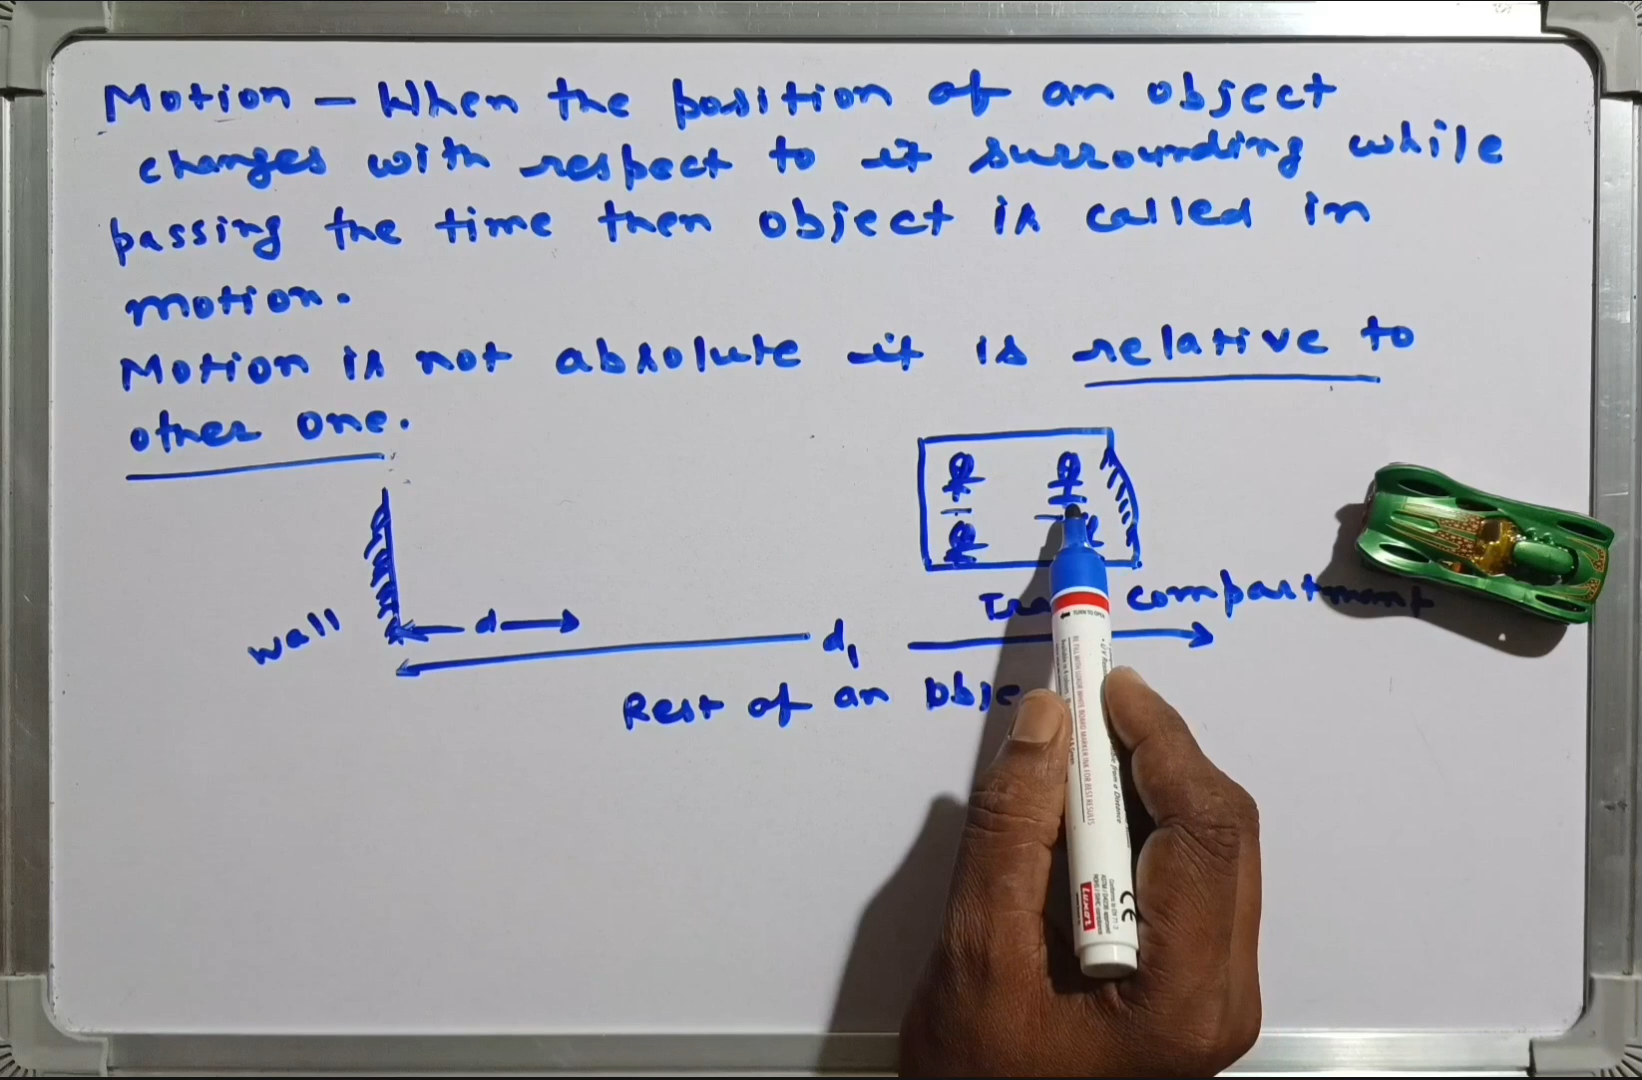 Motion - When the position of an object
changes with respect to it surrounding while
passing the time then object is called in
motion.
Motion is not absolute it is relative to
other one.
wall
d
d1
compartment
Rest of an
LUXOR
CE